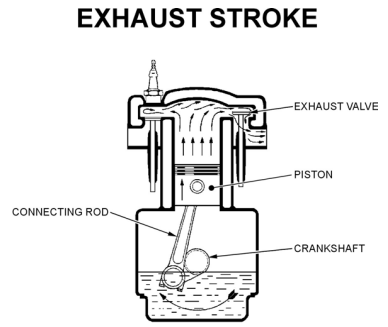 EXHAUST STROKE
EXHAUST VALVE
PISTON
CONNECTING ROD
CRANKSHAFT